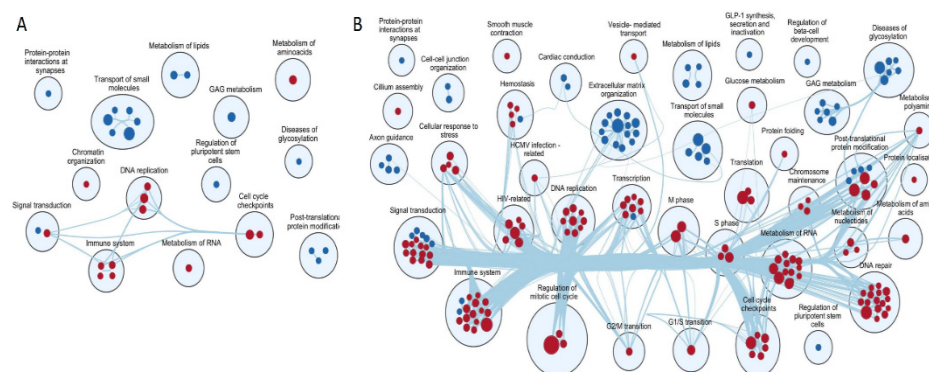 A
Protein-protein
interactions at
synapses
Metabolism of lipids
Metabolism of
aminoacids
Transport of small
molecules
GAG metabolism
Chromatin
organization
DNA replication
Regulation of
pluripotent stem
cells
Diseases of
glycosylation
Signal transduction
Cell cycle
checkpoints
Immune system
Metabolism of RNA
Post-translational
protein modificat
B
Protein-protein
interactions at
synapses
Smooth muscle
contraction
Vesicle- mediated
transport
GLP-1 synthesis,
secretion and
inactivation
Regulation of
beta-cell
development
Diseases of
glycosylation
Cell-cell junction
organization
Cardiac conduction
Metabolism of lipids
Cilium assembly
Hemostasis
Extracellular matrix
organization
Glucose metabolism
GAG metabolism
Metabolism
polyamin
Axon guidance
Cellular response to
stress
Transport of small
molecules
HCMV infection -
related
Protein folding
Post-translational
protein modification
Protein localisa
Translation
Chromosome
maintenance
Signal transduction
HIV-related
DNA replication
Transcription
M phase
S phase
Metabolism of
nucleotides
Metabolism of am
acids
Metabolism of RNA
Immune system
Regulation of
mitotic cell cycle
DNA repair
Cell cycle
checkpoints
G2/M transition
G1/S transition
Regulation of
pluripotent stem
cells